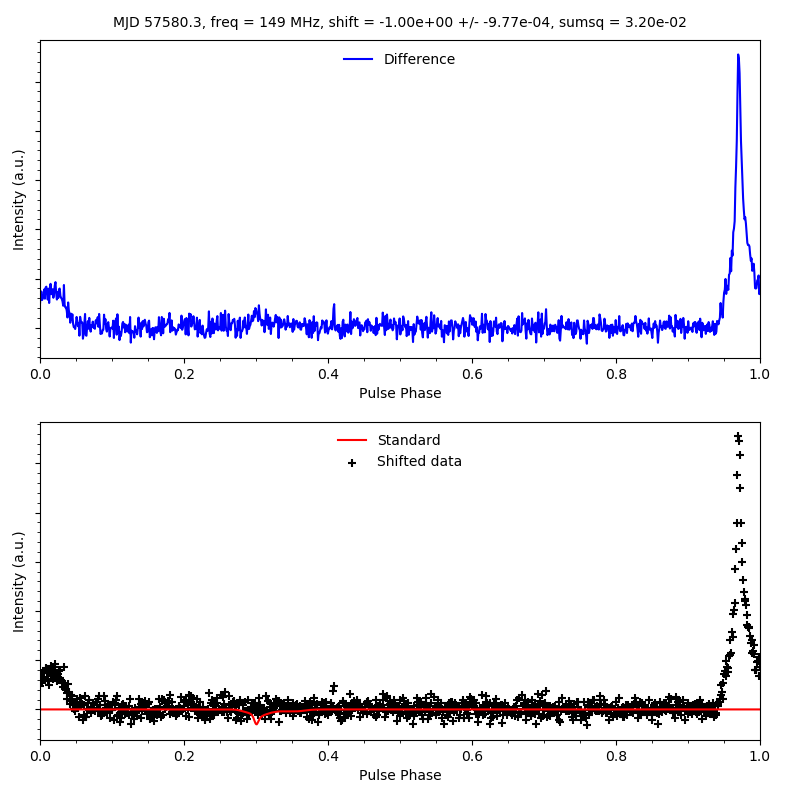 MJD 57580.3, freq = 149 MHz, shift = -1.00e+00 +/- -9.77e-04, sumsq = 3.20e-02
Difference
Intensity (a.u.)
0.0 0.2 0.4 0.6 0.8 1.0
Pulse Phase
Standard
Shifted data
Intensity (a.u.)
0.0 0.2 0.4 0.6 0.8 1.0
Pulse Phase